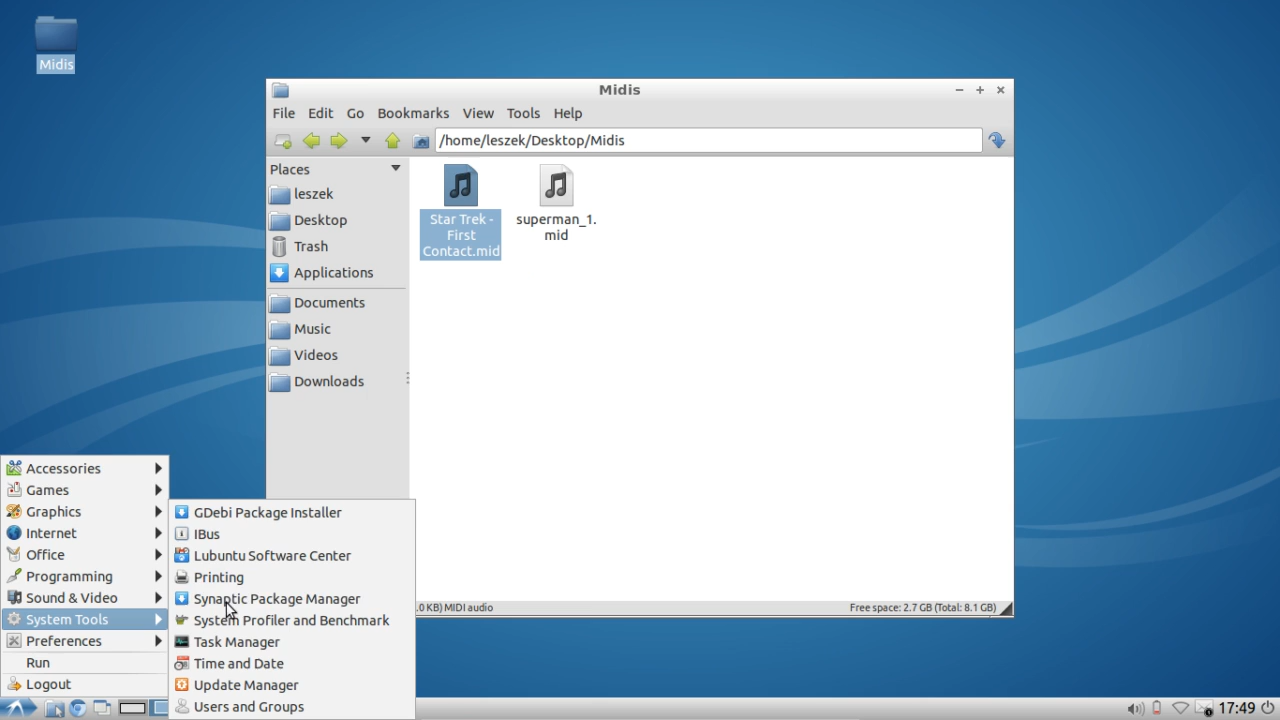 Midis
Midis
File Edit Go Bookmarks View Tools Help
/home/leszek/Desktop/Midis
Places
leszek
Desktop
Trash
Applications
Documents
Music
Videos
Downloads
Star Trek -
First
Contact.mid
superman_1.
mid
.0 KB) MIDI audio
Free space: 2.7 GB (Total: 8.1 GB)
Accessories
Games
Graphics
Internet
Office
Programming
Sound & Video
System Tools
Preferences
Run
Logout
GDebi Package Installer
IBus
Lubuntu Software Center
Printing
Synaptic Package Manager
System Profiler and Benchmark
Task Manager
Time and Date
Update Manager
Users and Groups
17:49